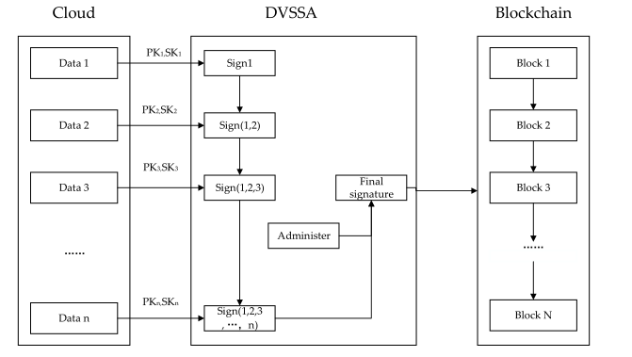 Cloud
DVSSA
Blockchain
Data 1
PK₁,SK₁
Sign1
Block 1
Data 2
PK₂,SK₂
Sign(1,2)
Block 2
Data 3
PK₃,SK₃
Sign(1,2,3)
Final
signature
Block 3
Administer
......
......
Data n
PKₙ,SKₙ
Sign(1,2,3
, ···, n)
Block N